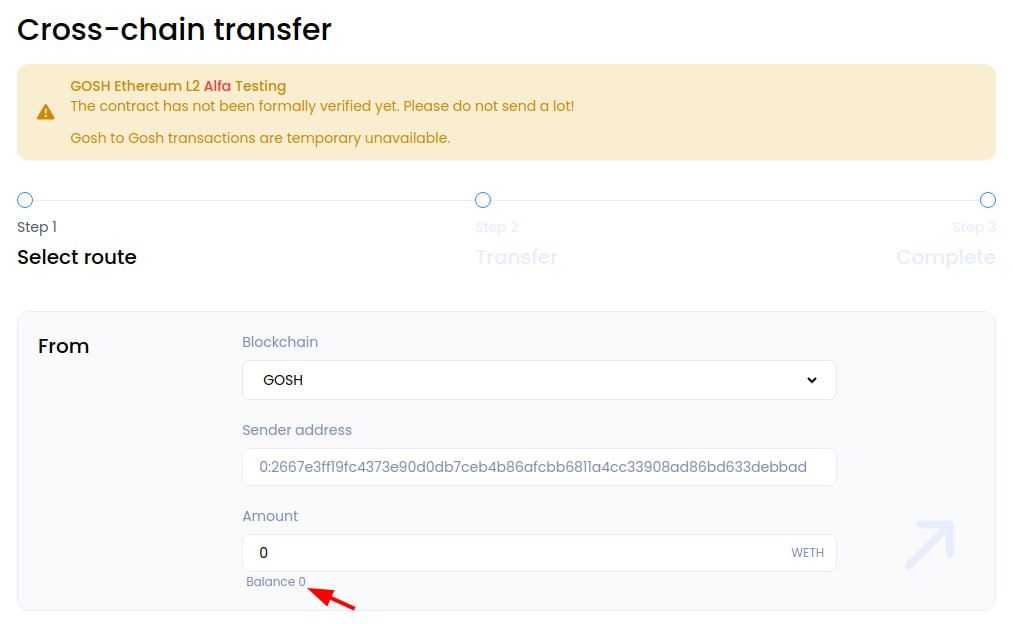 Cross-chain transfer
GOSH Ethereum L2 Alfa Testing
The contract has not been formally verified yet. Please do not send a lot!
Gosh to Gosh transactions are temporary unavailable.
Step 1
Select route
Step 2
Transfer
Step 3
Complete
From
Blockchain
GOSH
Sender address
0:2667e3ff19fc4373e90d0db7ceb4b86afcbb6811a4cc33908ad86bd633debbad
Amount
0 WETH
Balance 0